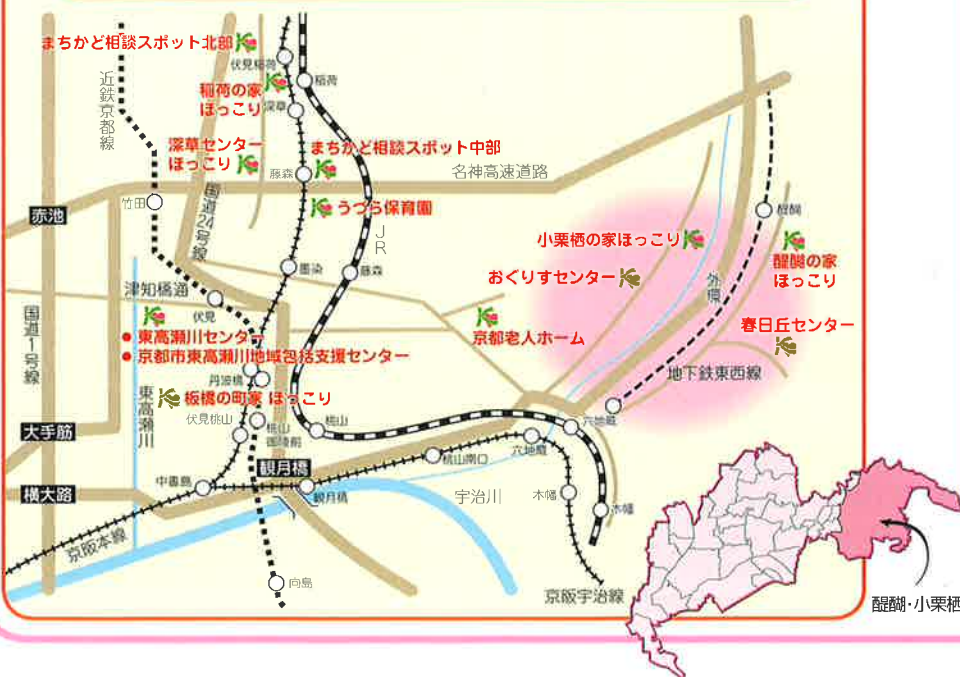 まちかど相談スポット北部
伏見稲荷
稲荷
近鉄京都線
稲荷の家
ほっこり
深草
深草センター
ほっこり
まちかど相談スポット中部
藤森
名神高速道路
竹田
国道24号線
赤池
うづら保育園
JR
醍醐
小栗栖の家ほっこり
醍醐の家
ほっこり
おぐりすセンター
墨染
藤森
外環
津知橋通
伏見
国道1号線
京都老人ホーム
春日丘センター
●東高瀬川センター
●京都市東高瀬川地域包括支援センター
地下鉄東西線
丹波橋
東高瀬川
板橋の町家 ほっこり
伏見桃山
桃山
御陵前
桃山
六地蔵
大手筋
六地蔵
観月橋
桃山南口
中書島
横大路
観月橋
宇治川
木幡
木幡
京阪本線
向島
京阪宇治線
醍醐・小栗栖